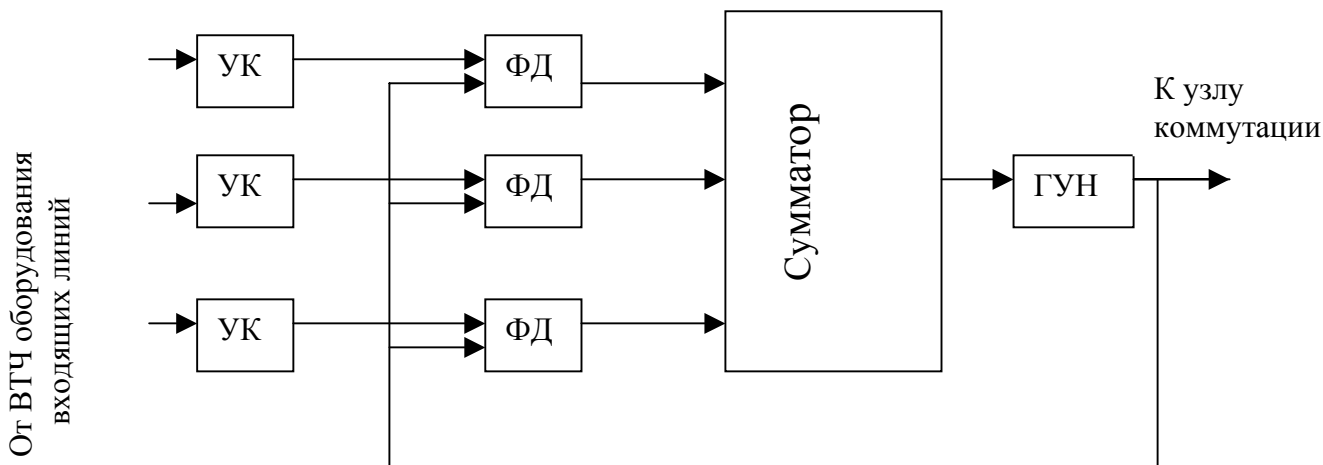 УК
ФД
УК
ФД
УК
ФД
Сумматор
ГУН
К узлу
коммутации
От ВТЧ оборудования
входящих линий